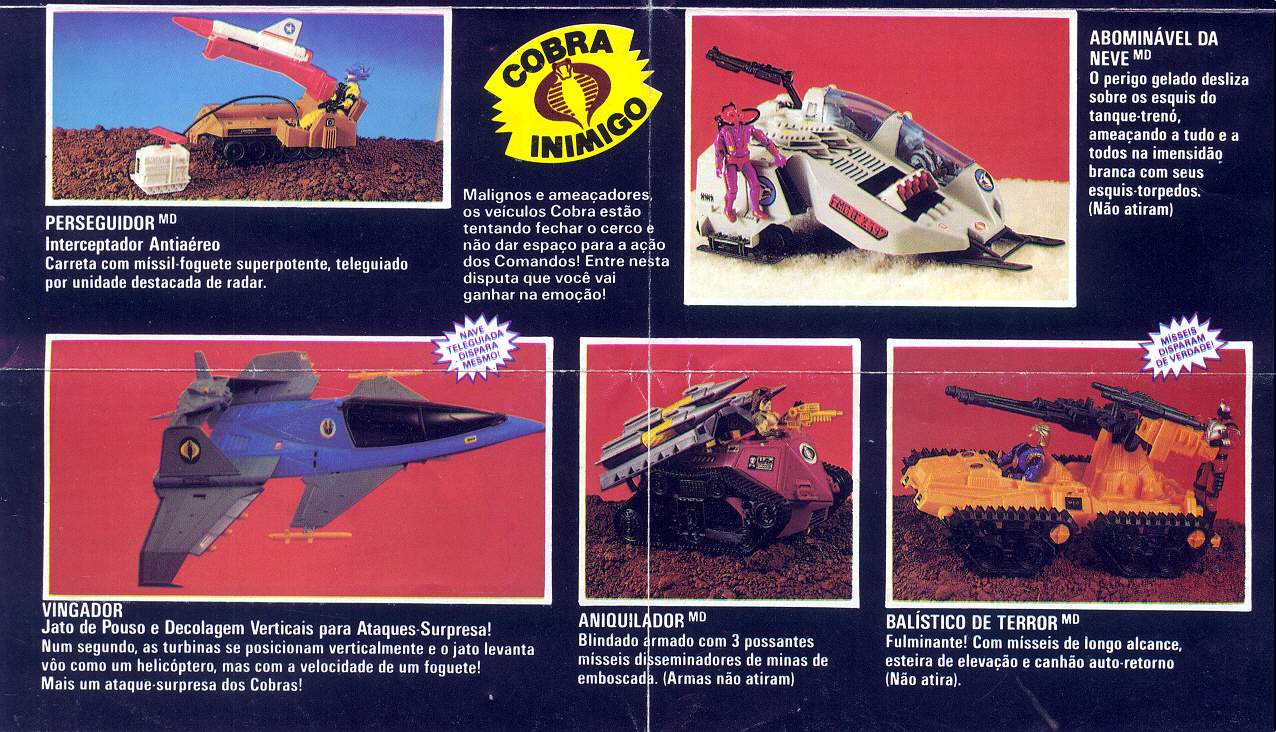 COBRA
INIMIGO
PERSEGUIDOR MD
Interceptador Antiaéreo
Carreta com míssil-foguete superpotente, teleguiado
por unidade destacada de radar.
Malignos e ameaçadores,
os veículos Cobra estão
tentando fechar o cerco e
não dar espaço para a ação
dos Comandos! Entre nesta
disputa que você vai
ganhar na emoção!
ABOMINÁVEL DA
NEVE MD
O perigo gelado desliza
sobre os esquis do
tanque-trenó,
ameaçando a tudo e a
todos na imensidão
branca com seus
esquis-torpedos.
(Não atiram)
NAVE
TELEGUIADA
DISPARA
MESMO!
VINGADOR
Jato de Pouso e Decolagem Verticais para Ataques-Surpresa!
Num segundo, as turbinas se posicionam verticalmente e o jato levanta
vôo como um helicóptero, mas com a velocidade de um foguete!
Mais um ataque-surpresa dos Cobras!
ANIQUILADOR MD
Blindado armado com 3 possantes
mísseis disseminadores de minas de
emboscada. (Armas não atiram)
MÍSSEIS
DISPARAM
DE VERDADE!
BALÍSTICO DE TERROR MD
Fulminante! Com mísseis de longo alcance,
esteira de elevação e canhão auto-retorno
(Não atira).